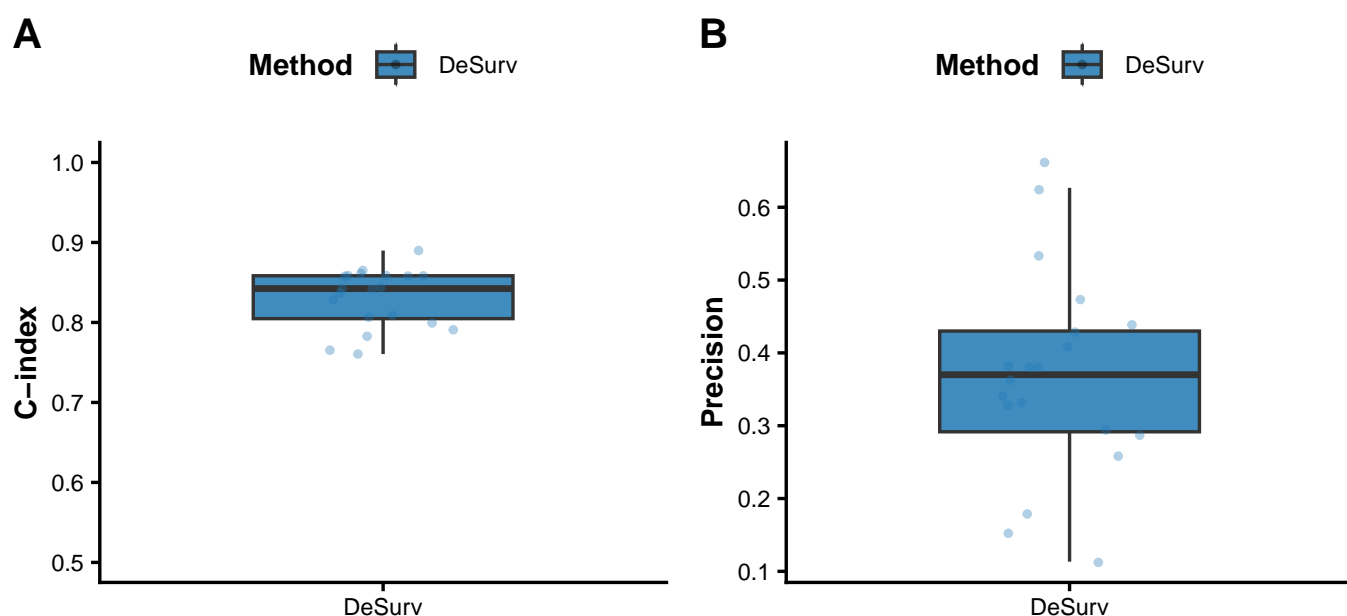 A
Method DeSurv
C−index
1.0
0.9
0.8
0.7
0.6
0.5
DeSurv
B
Method DeSurv
Precision
0.6
0.5
0.4
0.3
0.2
0.1
DeSurv